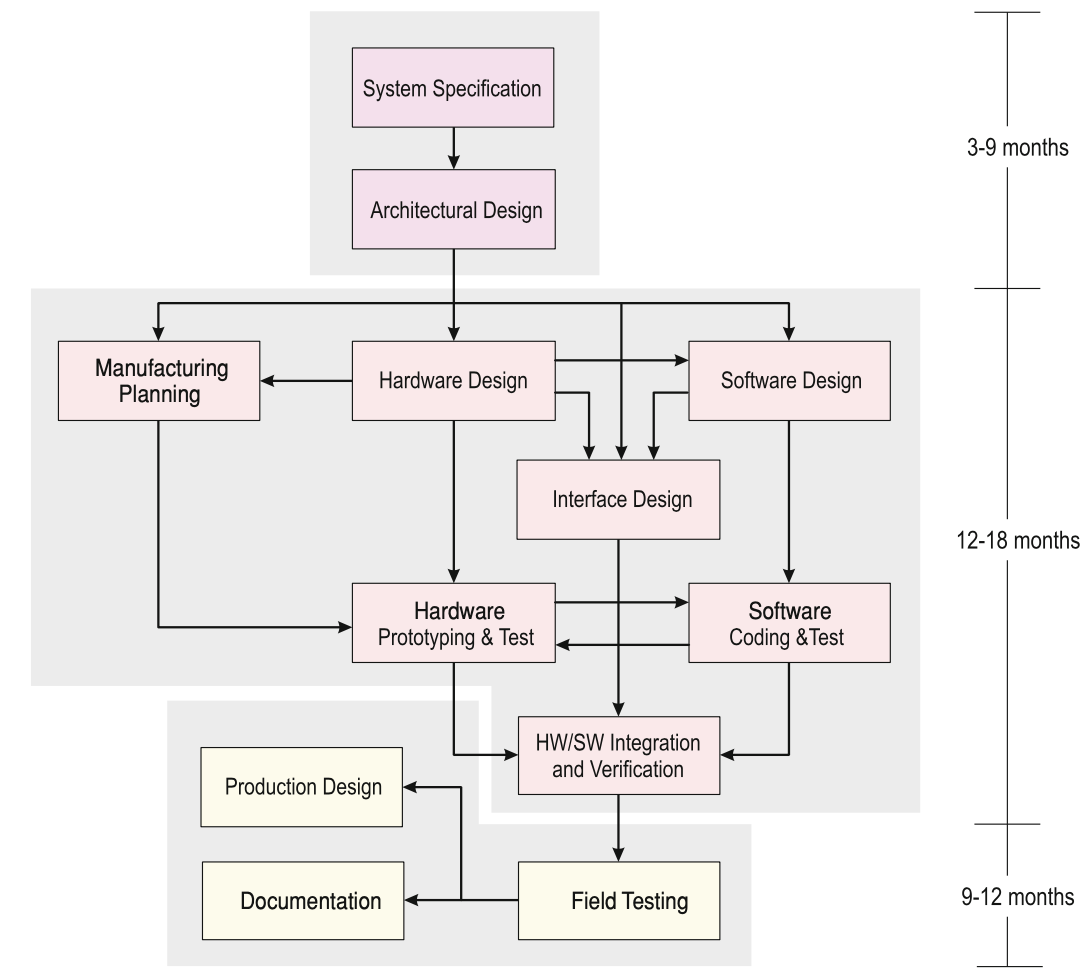 System Specification
3-9 months
Architectural Design
Manufacturing
Planning
Hardware Design
Software Design
Interface Design
12-18 months
Hardware
Prototyping & Test
Software
Coding &Test
HW/SW Integration
and Verification
Production Design
Documentation
Field Testing
9-12 months